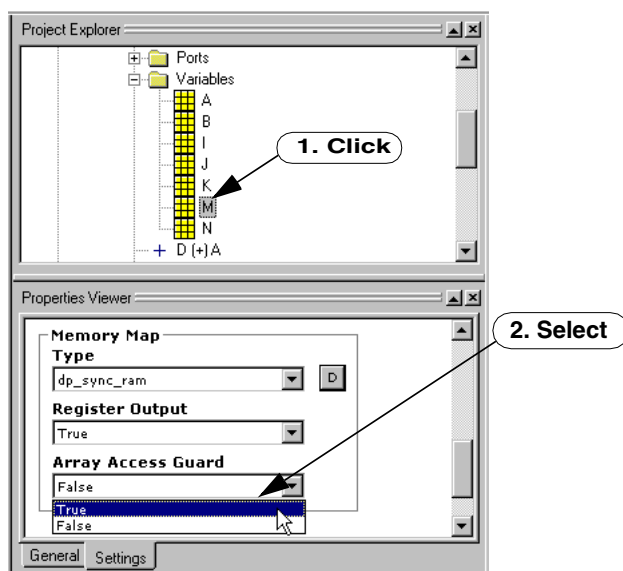 Project Explorer
Ports
Variables
A
B
I
J
K
M
N
D (+) A
1. Click
Properties Viewer
Memory Map
Type
dp_sync_ram
D
Register Output
True
Array Access Guard
False
True
False
2. Select
General
Settings